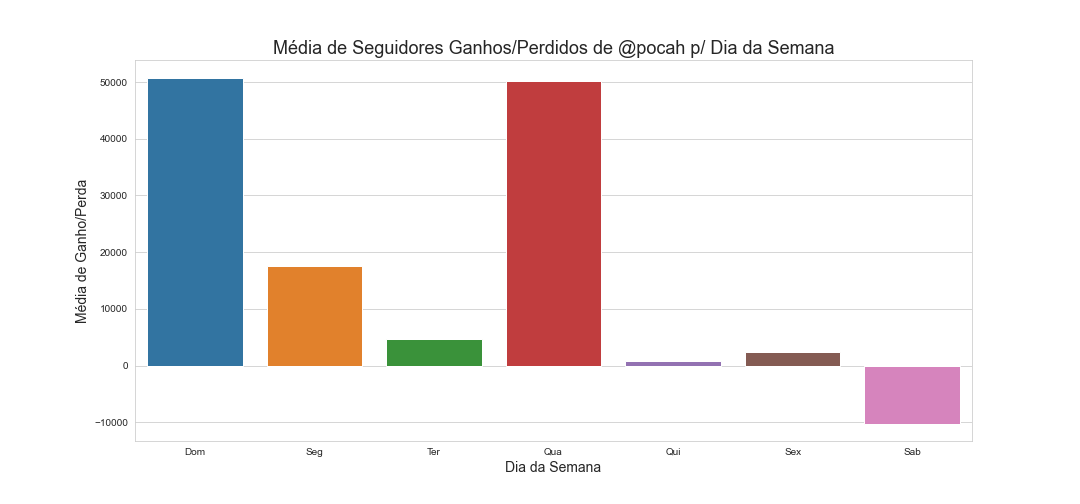 Média de Seguidores Ganhos/Perdidos de @pocah p/ Dia da Semana
Média de Ganho/Perda
50000
40000
30000
20000
10000
0
−10000
Dom Seg Ter Qua Qui Sex Sab
Dia da Semana